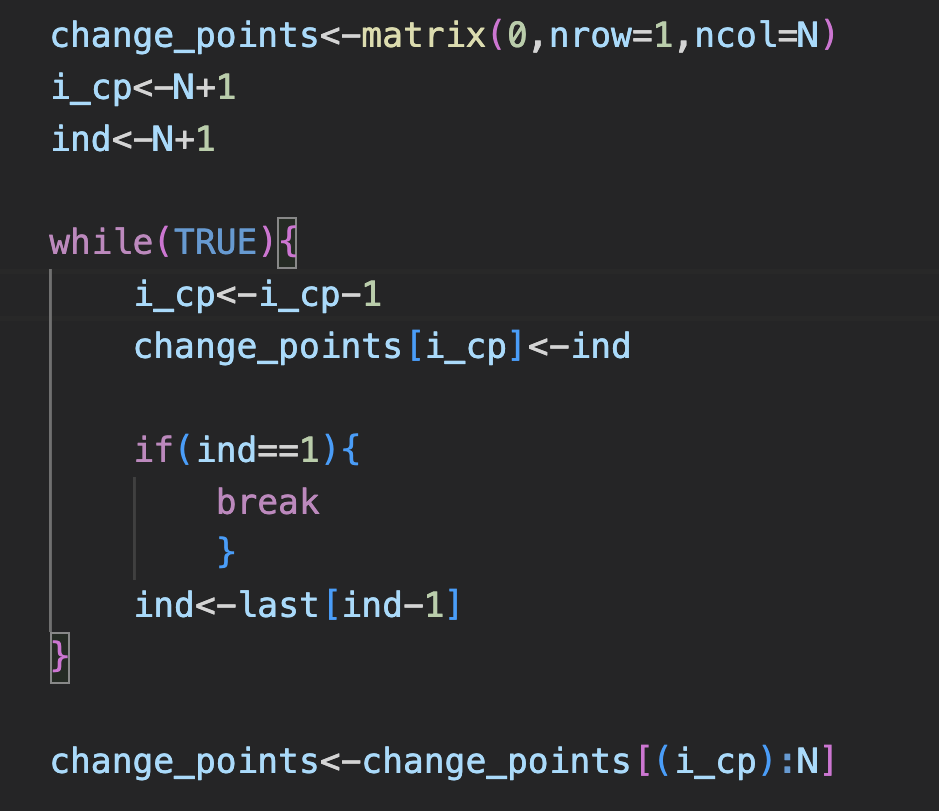 change_points<-matrix(0,nrow=1,ncol=N)
i_cp<-N+1
ind<-N+1
while(TRUE){
    i_cp<-i_cp-1
    change_points[i_cp]<-ind
    if(ind==1){
        break
        }
    ind<-last[ind-1]
}
change_points<-change_points[(i_cp):N]